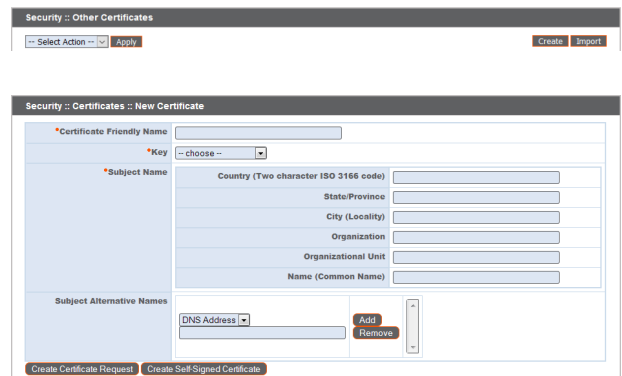 Security :: Other Certificates
-- Select Action -- Apply Create Import
Security :: Certificates :: New Certificate
*Certificate Friendly Name
*Key -- choose --
*Subject Name Country (Two character ISO 3166 code)
State/Province
City (Locality)
Organization
Organizational Unit
Name (Common Name)
Subject Alternative Names
DNS Address Add
Remove
Create Certificate Request Create Self-Signed Certificate